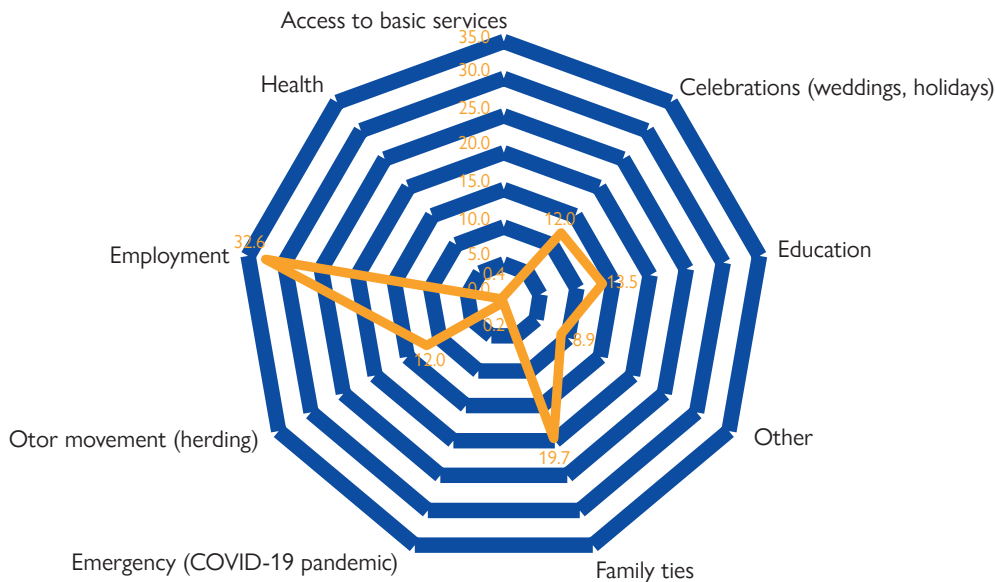 Access to basic services
35.0
30.0
25.0
20.0
15.0
10.0
5.0
0.4
0.0
Health
Celebrations (weddings, holidays)
32.6
Employment
12.0
Education
13.5
0.2
8.9
12.0
Otor movement (herding)
Other
19.7
Emergency (COVID-19 pandemic)
Family ties